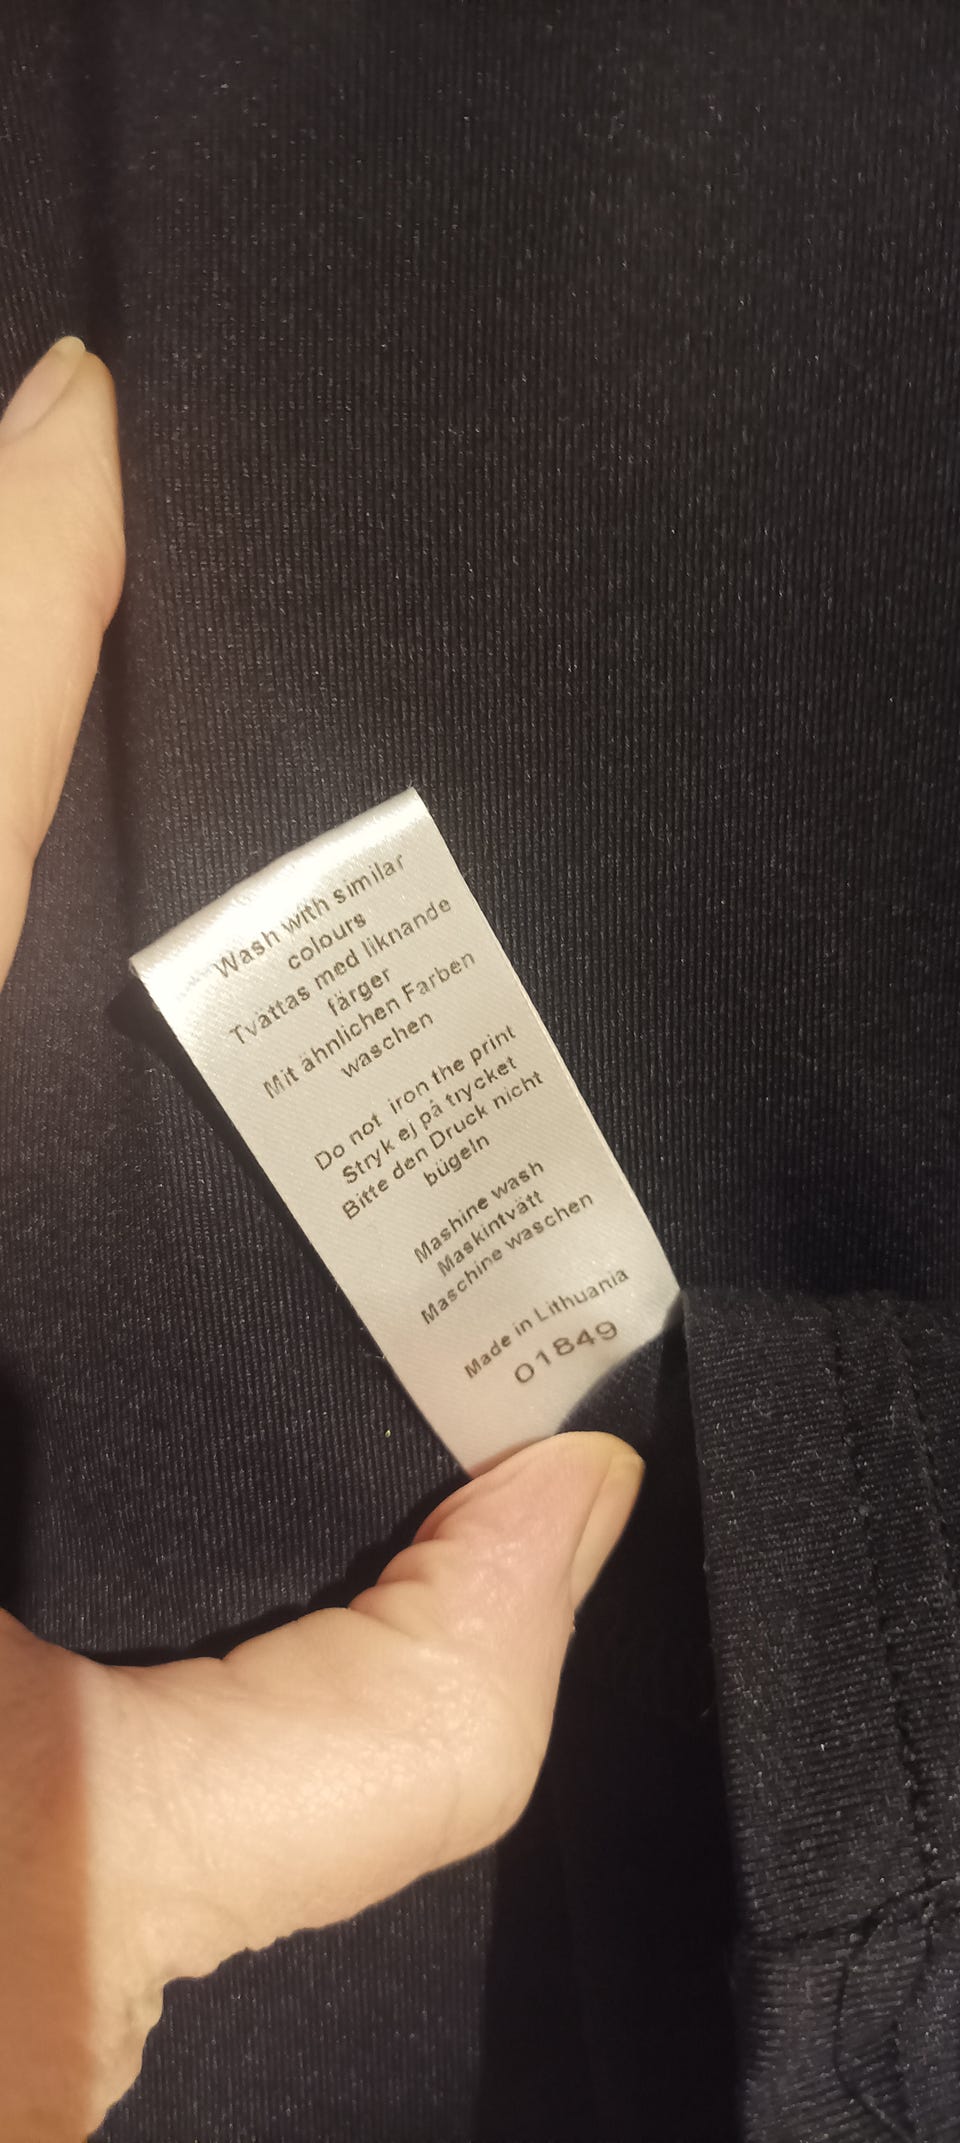 Wash with similar
colours
Tvättas med liknande
färger
Mit ähnlichen Farben
waschen
Do not iron the print
Stryk ej på trycket
Bitte den Druck nicht
bügeln
Mashine wash
Maskintvätt
Maschine waschen
Made in Lithuania
01849